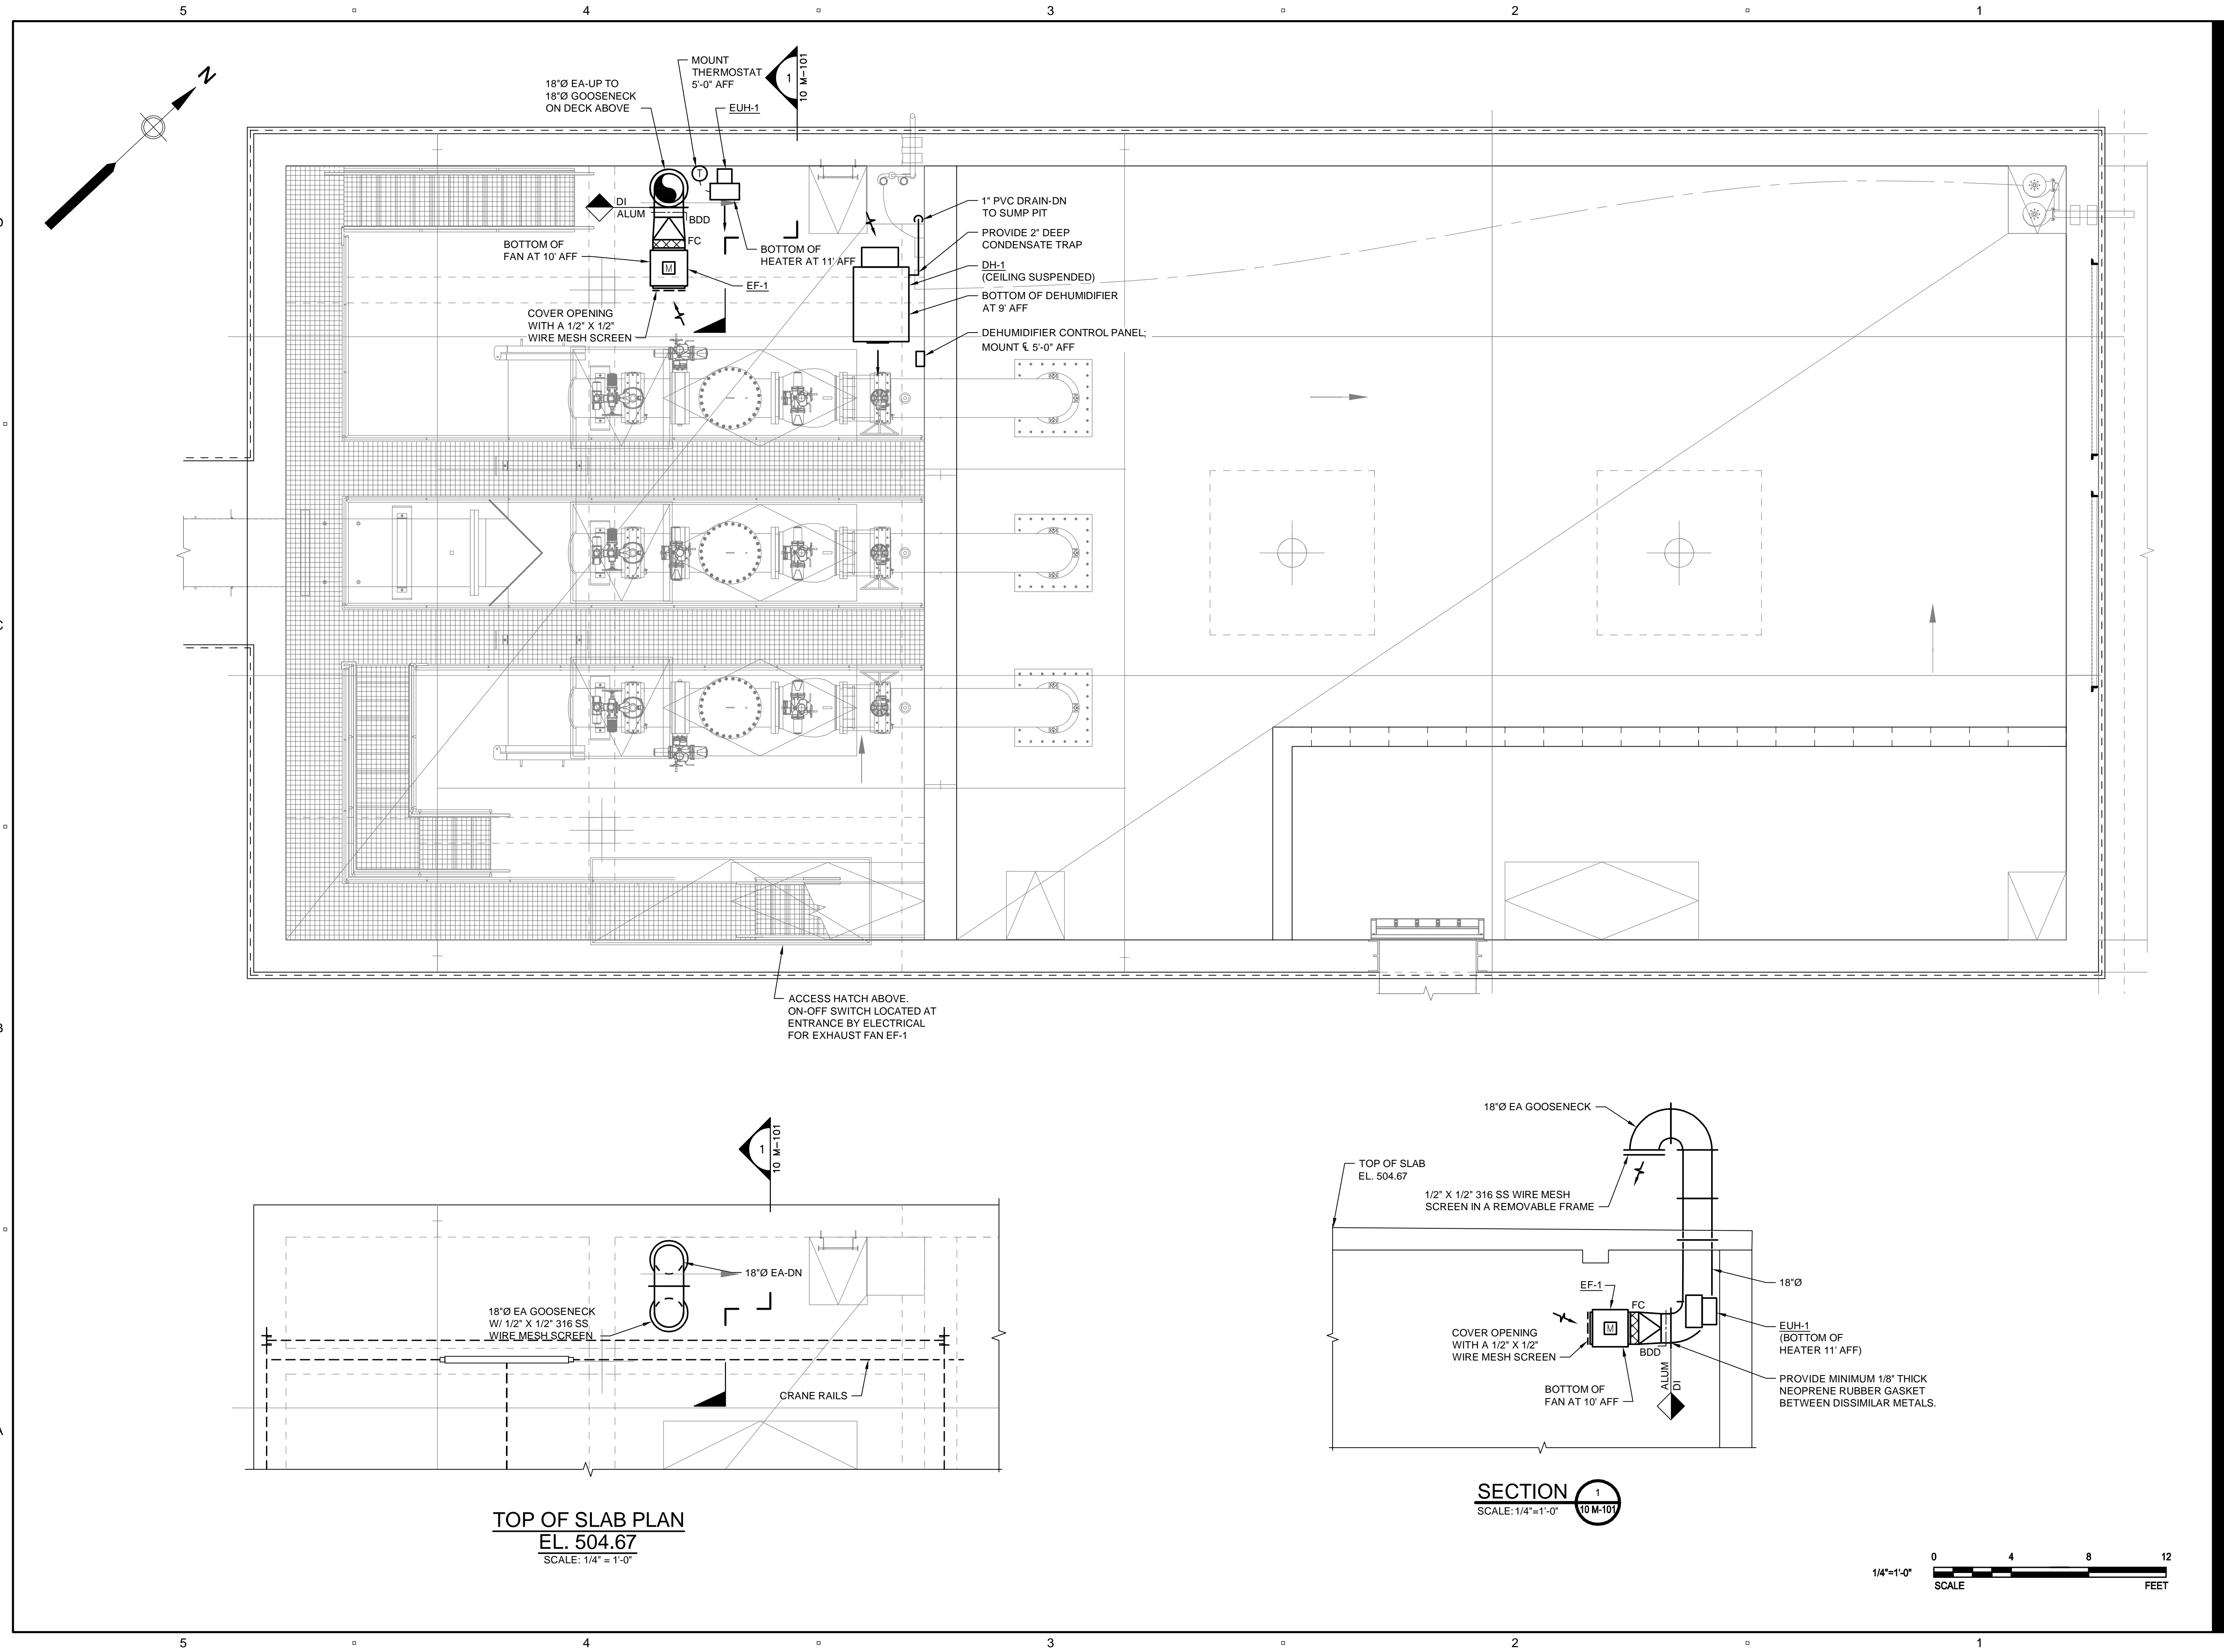 5
4
3
2
1
N
18"Ø EA-UP TO
18"Ø GOOSENECK
ON DECK ABOVE
MOUNT
THERMOSTAT
5'-0" AFF
EUH-1
1
10 M-101
T
DI
ALUM
BDD
FC
M
BOTTOM OF
FAN AT 10' AFF
BOTTOM OF
HEATER AT 11' AFF
EF-1
COVER OPENING
WITH A 1/2" X 1/2"
WIRE MESH SCREEN
1" PVC DRAIN-DN
TO SUMP PIT
PROVIDE 2" DEEP
CONDENSATE TRAP
DH-1
(CEILING SUSPENDED)
BOTTOM OF DEHUMIDIFIER
AT 9' AFF
DEHUMIDIFIER CONTROL PANEL;
MOUNT ℄ 5'-0" AFF
ACCESS HATCH ABOVE.
ON-OFF SWITCH LOCATED AT
ENTRANCE BY ELECTRICAL
FOR EXHAUST FAN EF-1
1
10 M-101
18"Ø EA-DN
18"Ø EA GOOSENECK
W/ 1/2" X 1/2" 316 SS
WIRE MESH SCREEN
CRANE RAILS
TOP OF SLAB PLAN
EL. 504.67
SCALE: 1/4" = 1'-0"
18"Ø EA GOOSENECK
TOP OF SLAB
EL. 504.67
1/2" X 1/2" 316 SS WIRE MESH
SCREEN IN A REMOVABLE FRAME
18"Ø
EF-1
FC
M
BDD
EUH-1
(BOTTOM OF
HEATER 11' AFF)
COVER OPENING
WITH A 1/2" X 1/2"
WIRE MESH SCREEN
ALUM
DI
BOTTOM OF
FAN AT 10' AFF
PROVIDE MINIMUM 1/8" THICK
NEOPRENE RUBBER GASKET
BETWEEN DISSIMILAR METALS.
SECTION
1
10 M-101
SCALE: 1/4"=1'-0"
1/4"=1'-0"
0 4 8 12
SCALE FEET
5
4
3
2
1